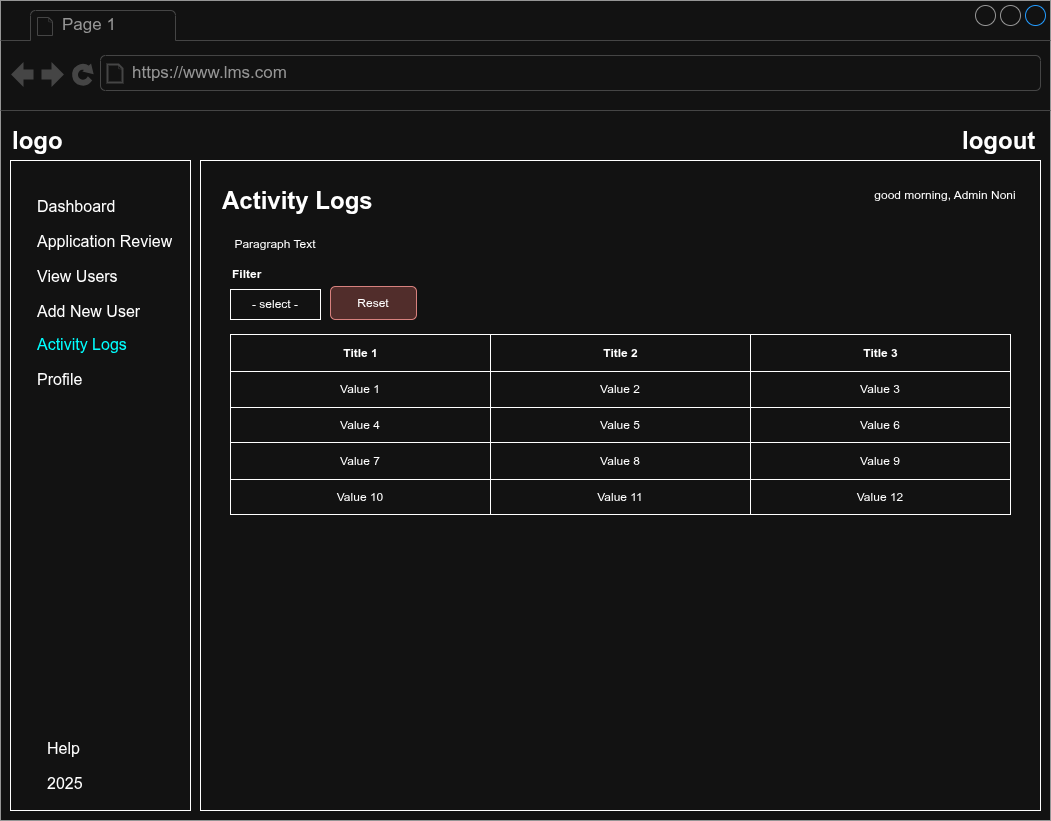 Page 1
https://www.lms.com
logo
logout
Dashboard
Application Review
View Users
Add New User
Activity Logs
Profile
Help
2025
Activity Logs
good morning, Admin Noni
Paragraph Text
Filter
- select -
Reset
Title 1 Title 2 Title 3
Value 1 Value 2 Value 3
Value 4 Value 5 Value 6
Value 7 Value 8 Value 9
Value 10 Value 11 Value 12